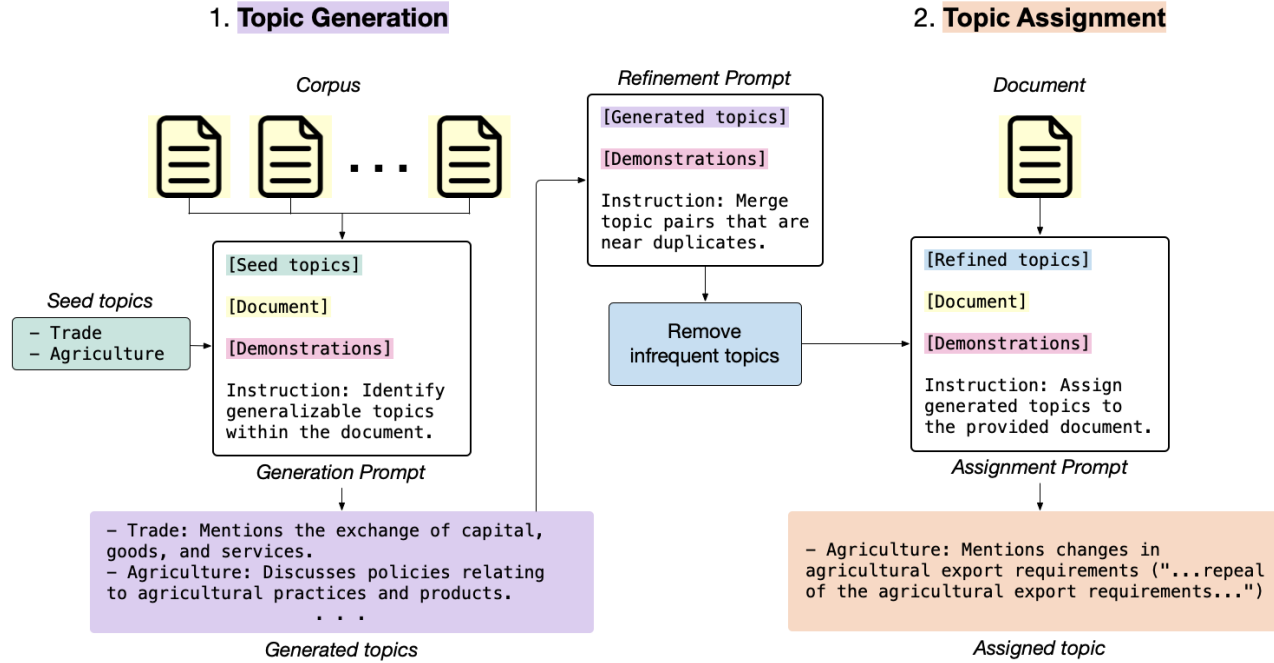 1. Topic Generation
Corpus
. . .
Seed topics
– Trade
– Agriculture
[Seed topics]
[Document]
[Demonstrations]
Instruction: Identify
generalizable topics
within the document.
Generation Prompt
– Trade: Mentions the exchange of capital,
goods, and services.
– Agriculture: Discusses policies relating
to agricultural practices and products.
. . .
Generated topics
Refinement Prompt
[Generated topics]
[Demonstrations]
Instruction: Merge
topic pairs that are
near duplicates.
Remove
infrequent topics
2. Topic Assignment
Document
[Refined topics]
[Document]
[Demonstrations]
Instruction: Assign
generated topics to
the provided document.
Assignment Prompt
– Agriculture: Mentions changes in
agricultural export requirements ("...repeal
of the agricultural export requirements...")
Assigned topic